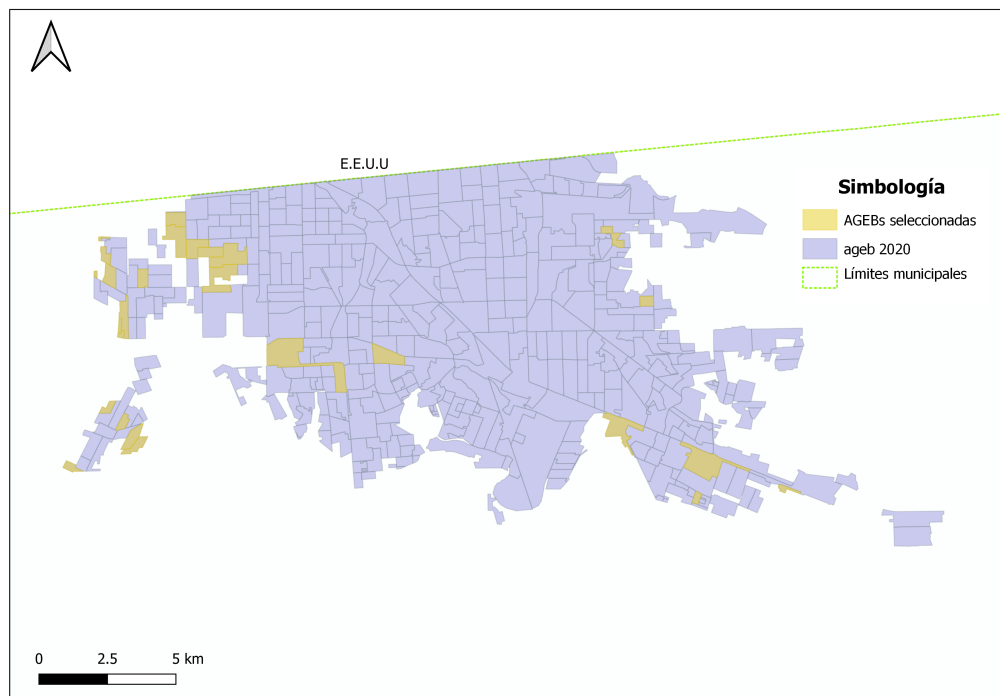 E.E.U.U
Simbología
AGEBs seleccionadas
ageb 2020
Límites municipales
0 2.5 5 km